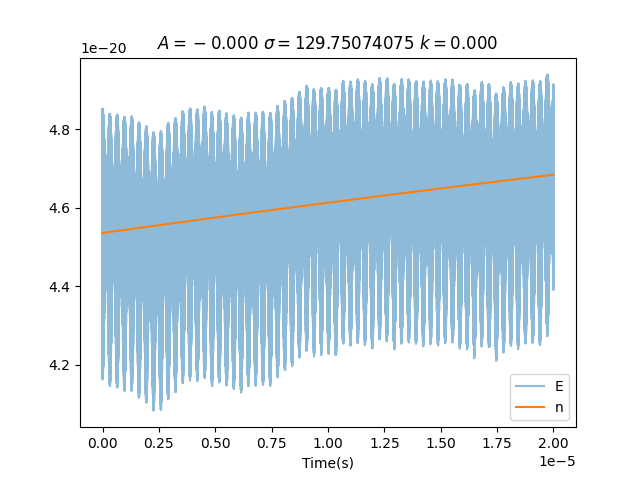 A = − 0.000 σ = 129.75074075 k = 0.000
1e−20
4.8
4.6
4.4
4.2
0.00 0.25 0.50 0.75 1.00 1.25 1.50 1.75 2.00
1e−5
Time(s)
E
n